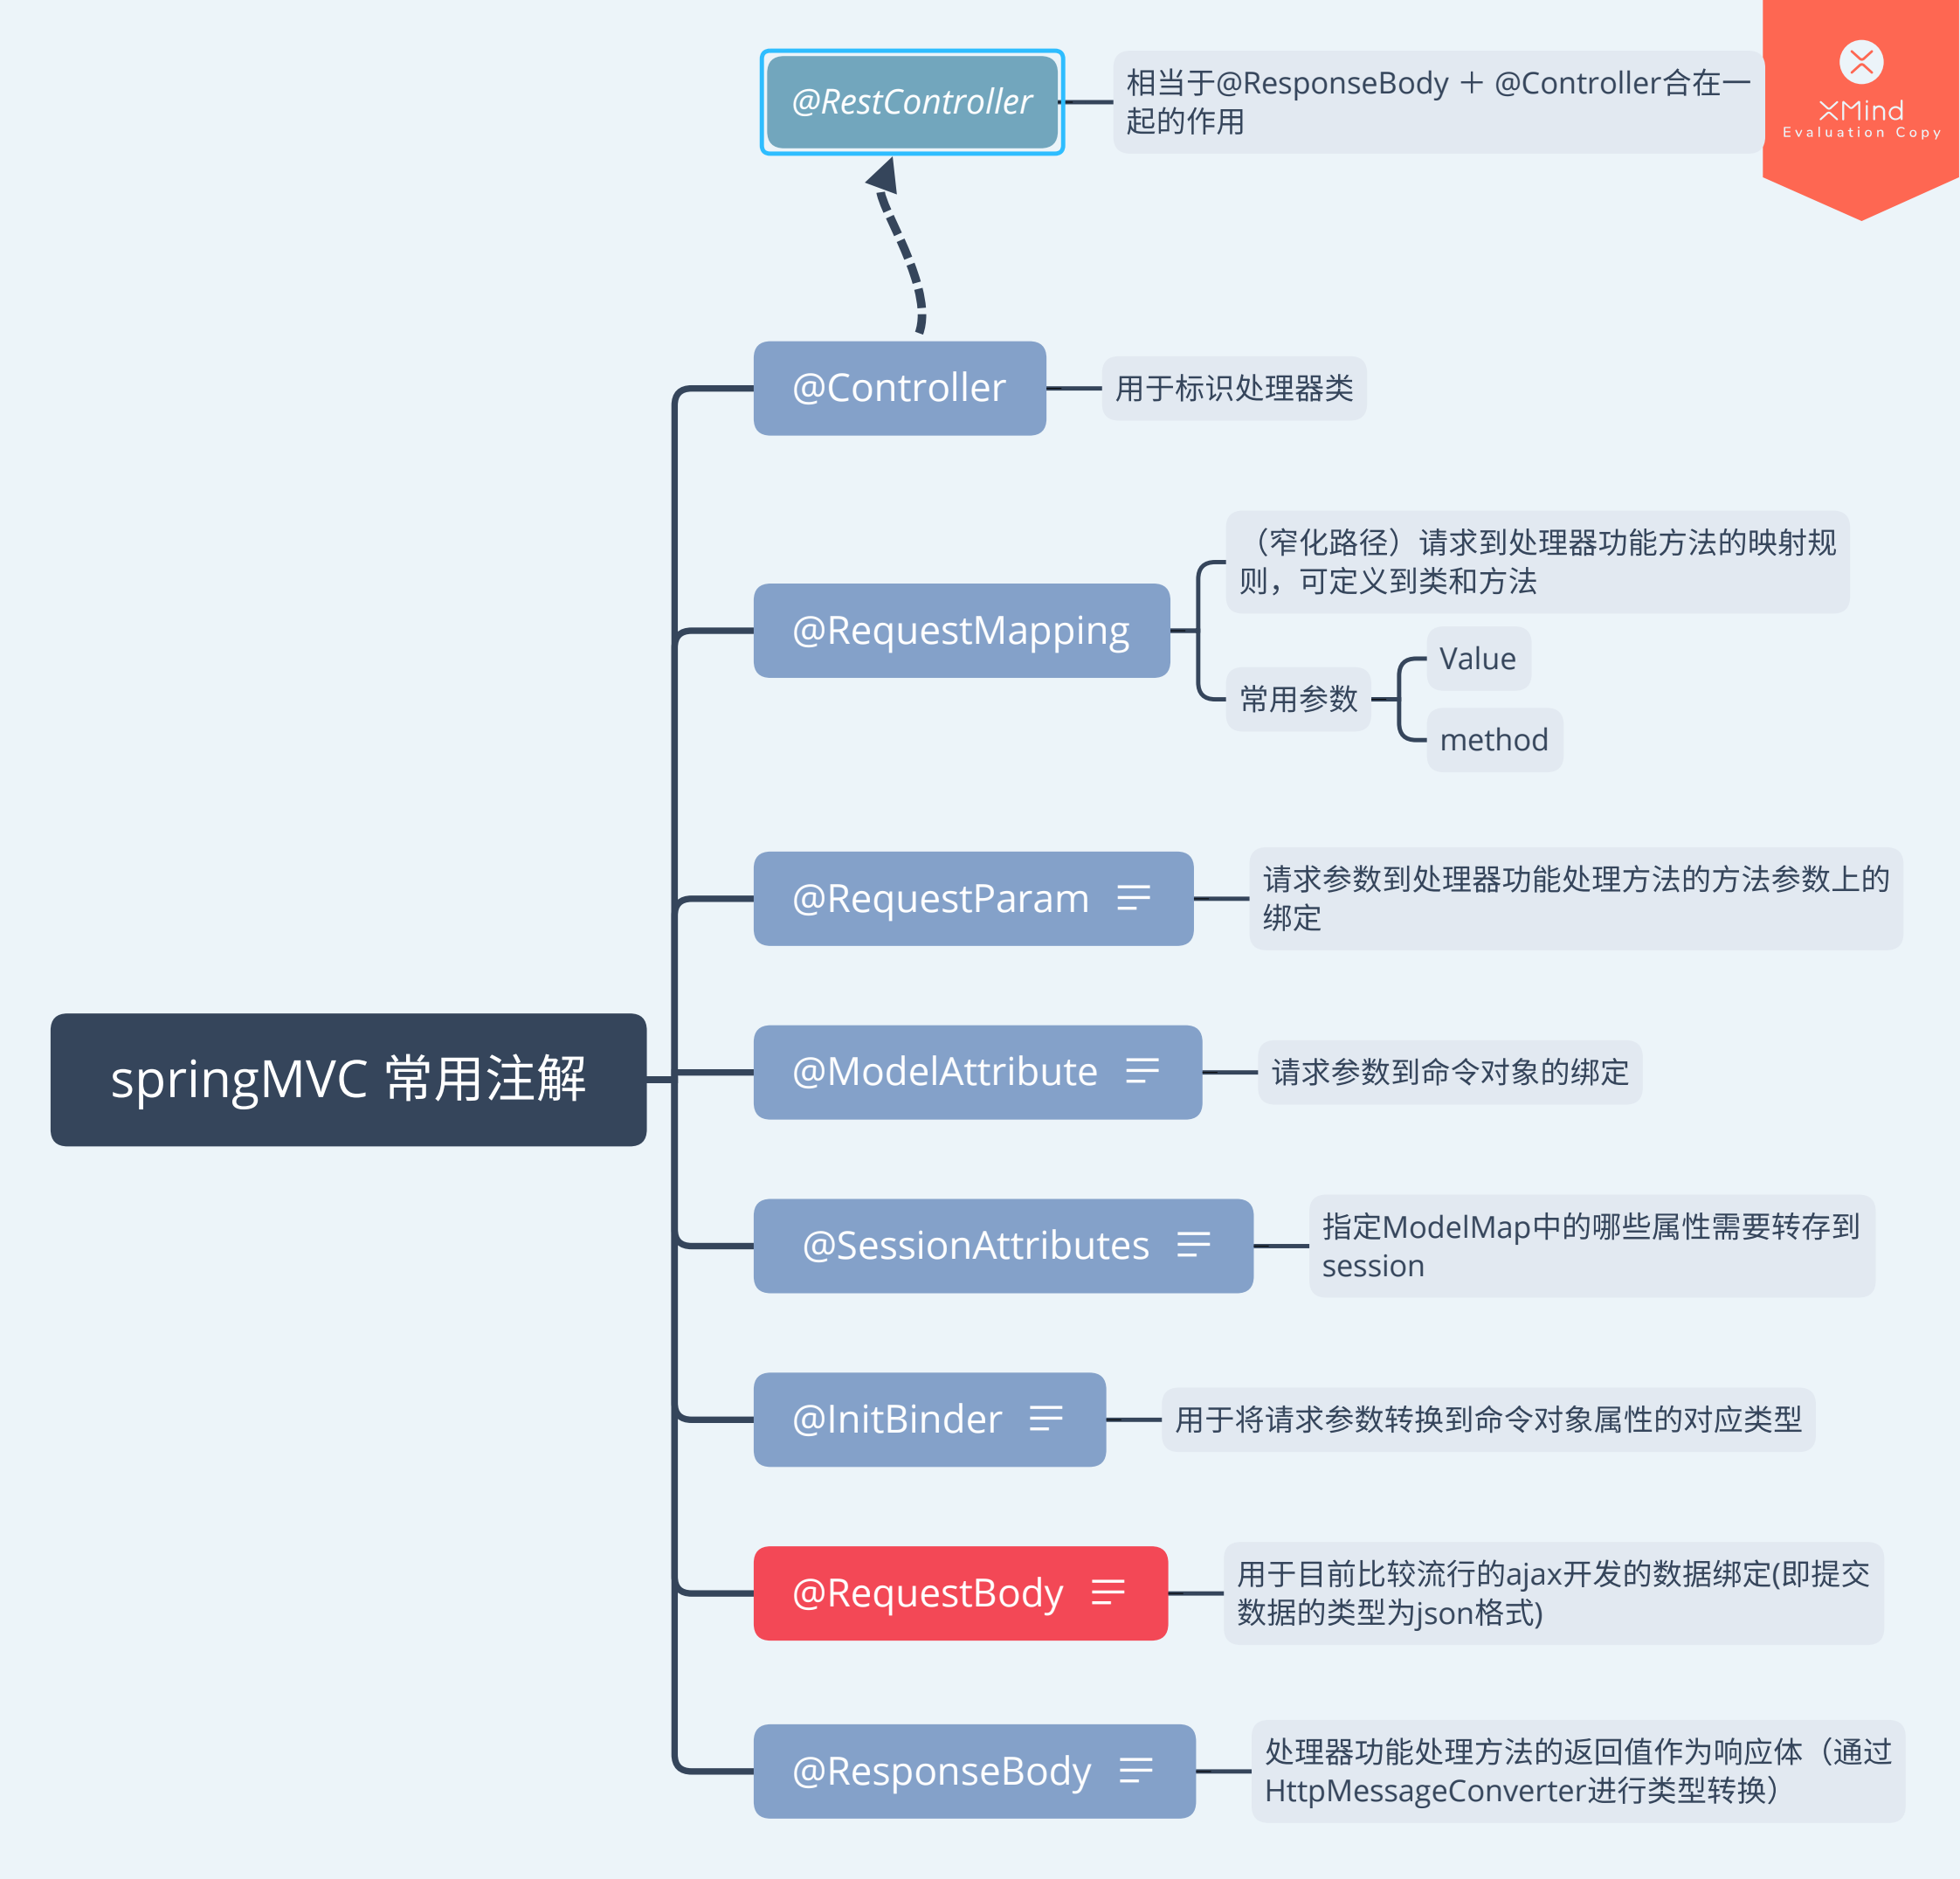 @RestController
相当于@ResponseBody ＋ @Controller合在一
起的作用
XMind
Evaluation Copy
@Controller
用于标识处理器类
@RequestMapping
（窄化路径）请求到处理器功能方法的映射规
则，可定义到类和方法
常用参数
Value
method
@RequestParam
请求参数到处理器功能处理方法的方法参数上的
绑定
springMVC 常用注解
@ModelAttribute
请求参数到命令对象的绑定
@SessionAttributes
指定ModelMap中的哪些属性需要转存到
session
@InitBinder
用于将请求参数转换到命令对象属性的对应类型
@RequestBody
用于目前比较流行的ajax开发的数据绑定(即提交
数据的类型为json格式)
@ResponseBody
处理器功能处理方法的返回值作为响应体（通过
HttpMessageConverter进行类型转换）